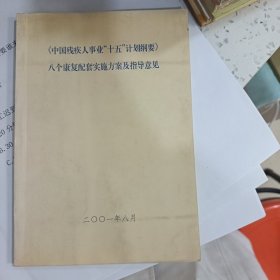 《中国残疾人事业“十五”计划纲要》
八个康复配套实施方案及指导意见
二〇〇一年八月